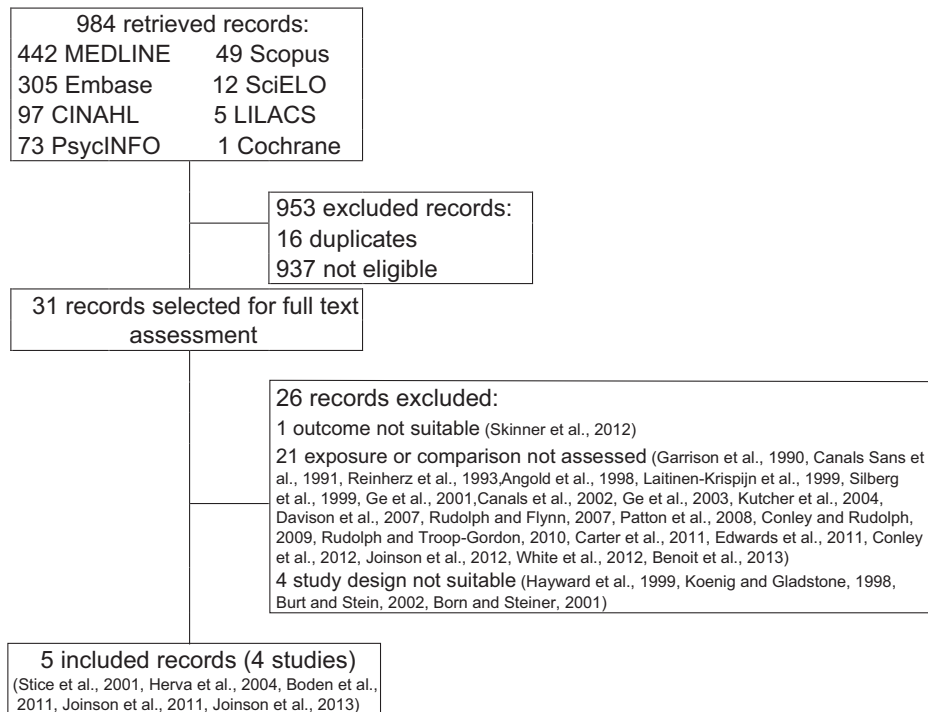 984 retrieved records:
442 MEDLINE 49 Scopus
305 Embase 12 SciELO
97 CINAHL 5 LILACS
73 PsycINFO 1 Cochrane
953 excluded records:
16 duplicates
937 not eligible
31 records selected for full text
assessment
26 records excluded:
1 outcome not suitable (Skinner et al., 2012)
21 exposure or comparison not assessed (Garrison et al., 1990, Canals Sans et
al., 1991, Reinherz et al., 1993,Angold et al., 1998, Laitinen-Krispijn et al., 1999, Silberg
et al., 1999, Ge et al., 2001,Canals et al., 2002, Ge et al., 2003, Kutcher et al., 2004,
Davison et al., 2007, Rudolph and Flynn, 2007, Patton et al., 2008, Conley and Rudolph,
2009, Rudolph and Troop-Gordon, 2010, Carter et al., 2011, Edwards et al., 2011, Conley
et al., 2012, Joinson et al., 2012, White et al., 2012, Benoit et al., 2013)
4 study design not suitable (Hayward et al., 1999, Koenig and Gladstone, 1998,
Burt and Stein, 2002, Born and Steiner, 2001)
5 included records (4 studies)
(Stice et al., 2001, Herva et al., 2004, Boden et al.,
2011, Joinson et al., 2011, Joinson et al., 2013)